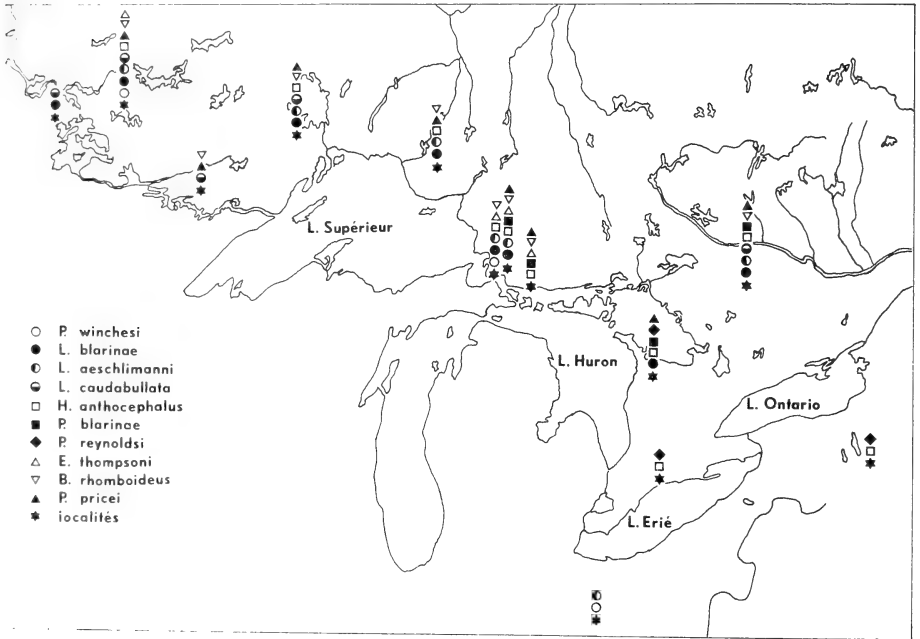 L. Supérieur
P. winchesi
L. blarinae
L. aeschlimanni
L. Huron
L. caudabullata
H. anthocephalus
L. Ontario
P. blarinae
P. reynoldsi
E. thompsoni
B. rhomboideus
P. pricei
localités
L. Erié